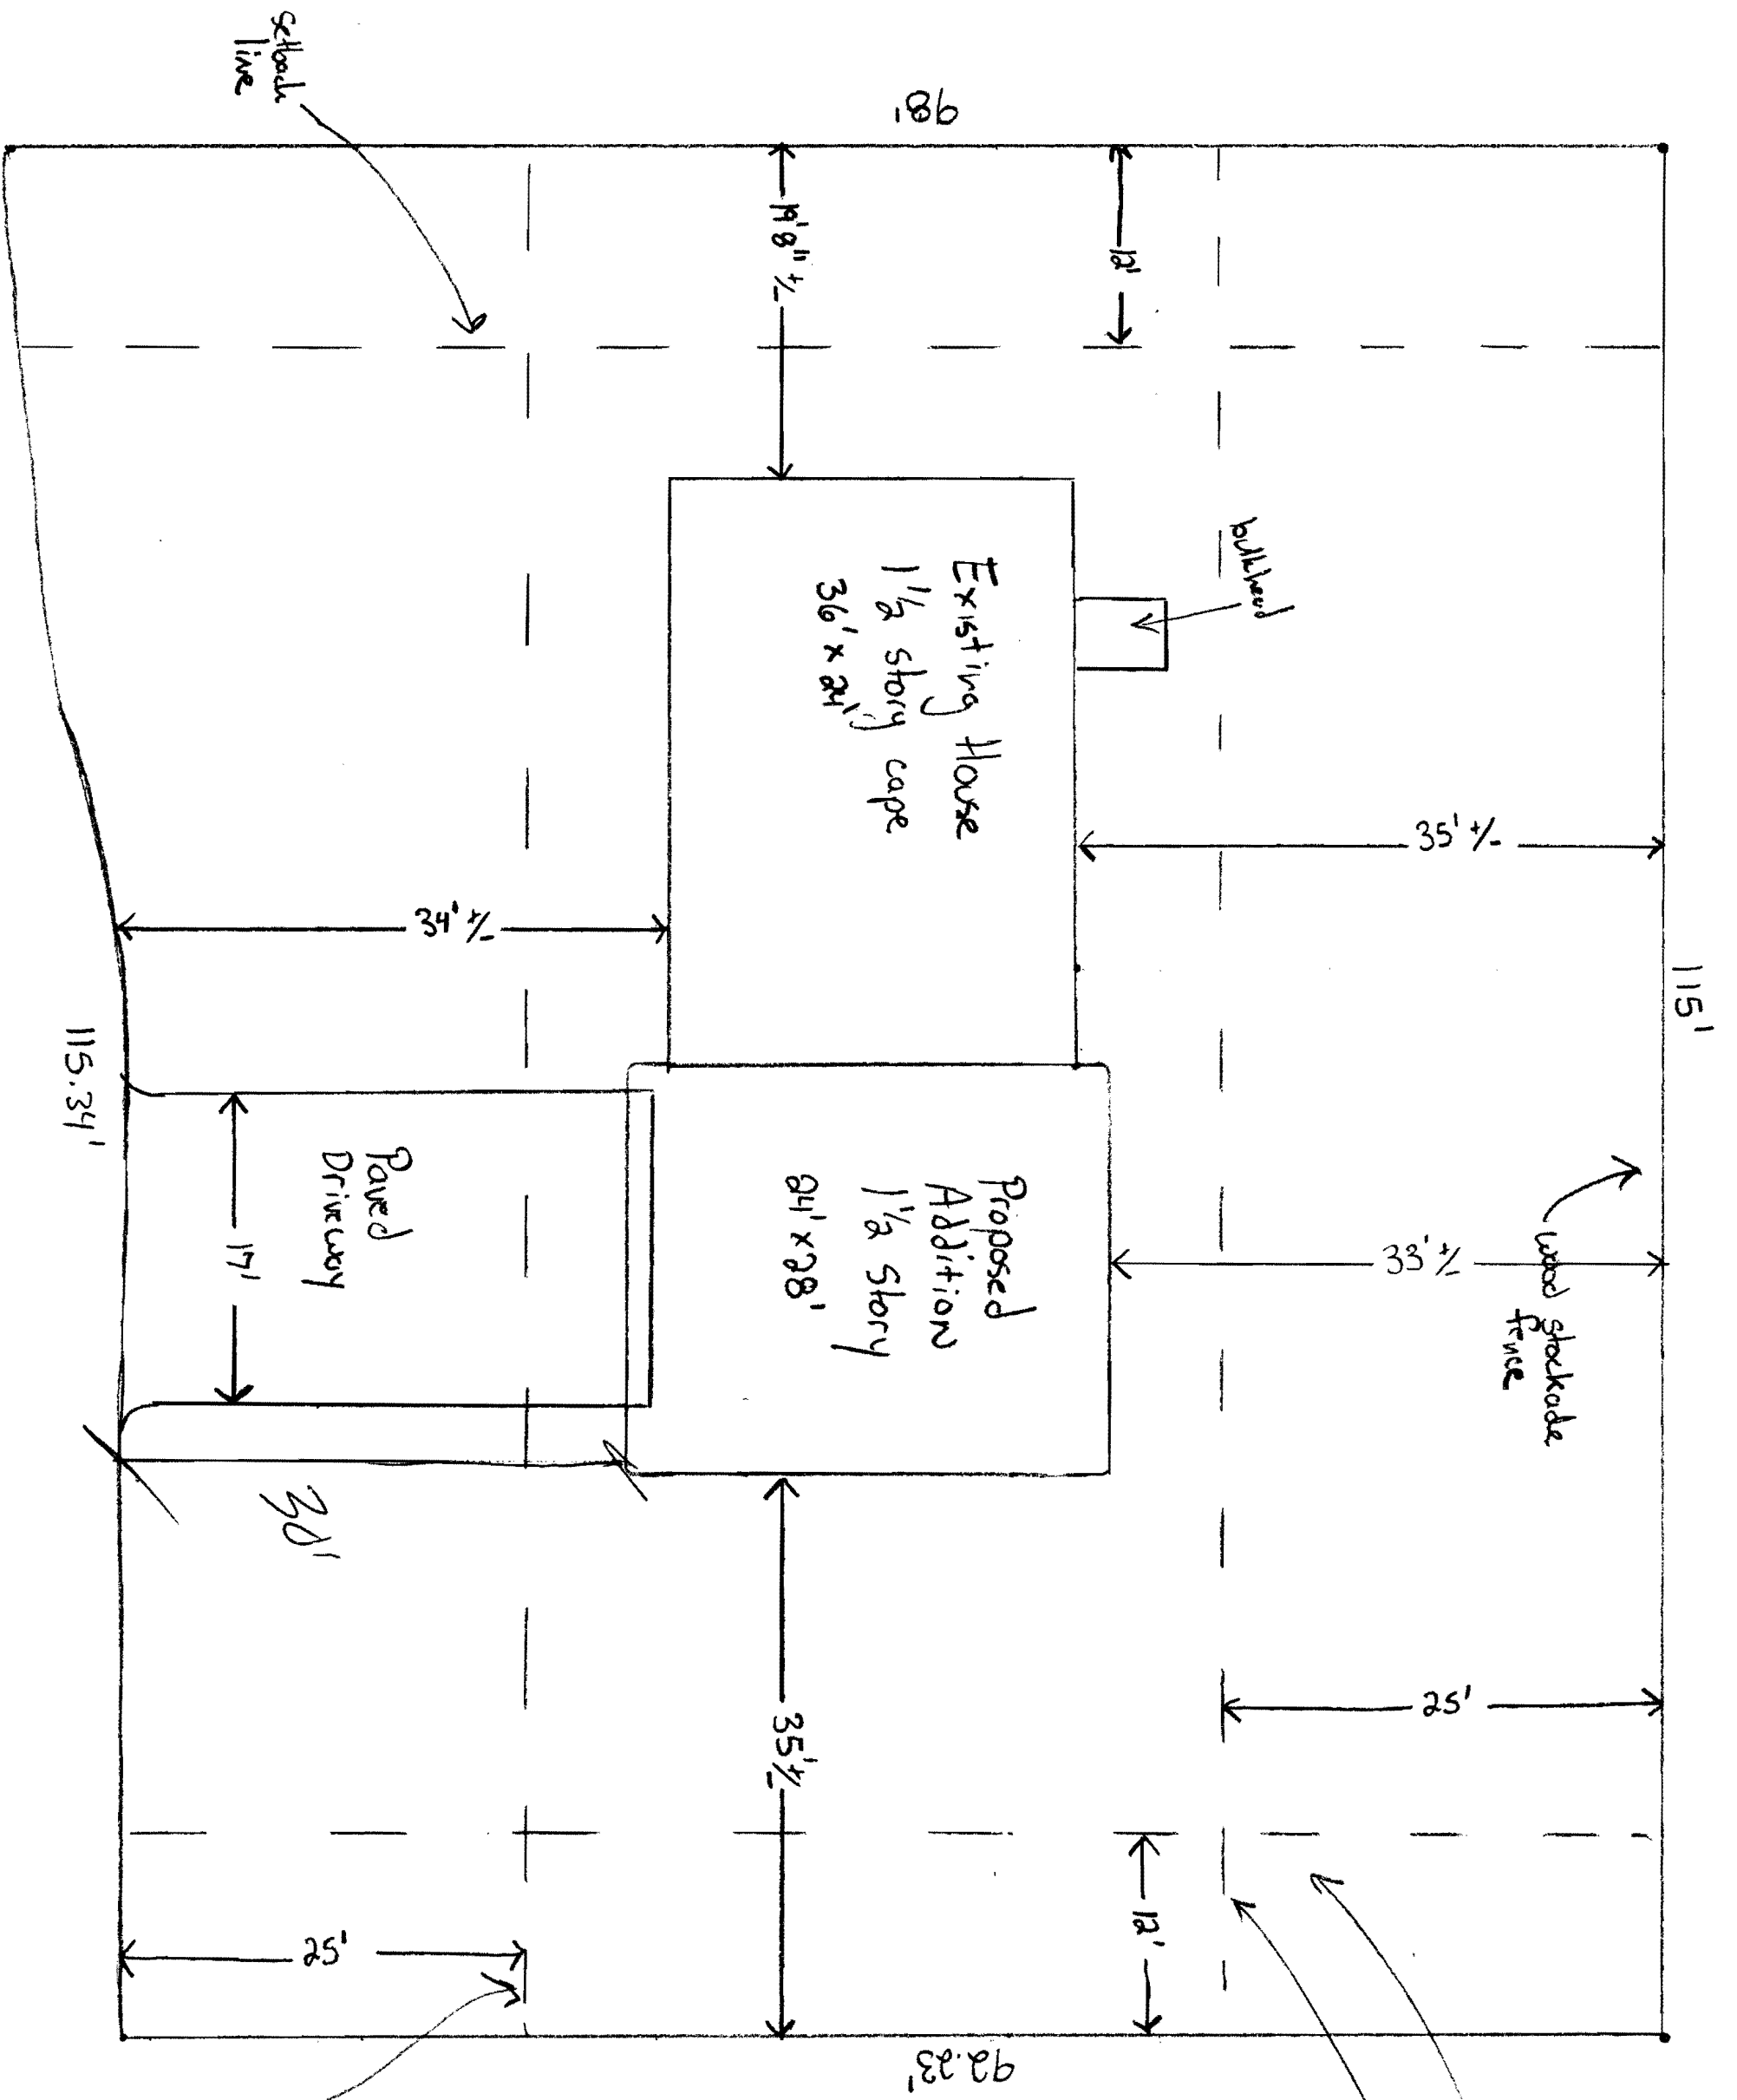 setback
line
98'
19'8" +/-
12'
bulkhead
Existing House
1 1/2 story cape
36' x 24'
35' +/-
34' +/-
115'
115.34'
wood stockade
fence
Proposed
Addition
1 1/2 Story
24' x 28'
33' +/-
Paved
Driveway
17'
30'
35' +/-
25'
12'
25'
92.23'